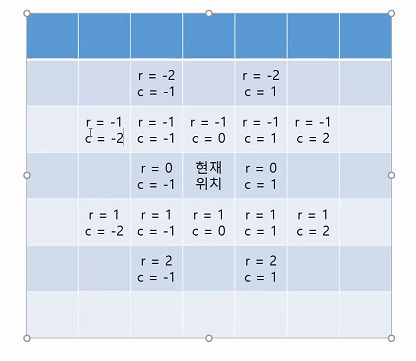 r = -2 r = -2
c = -1 c = 1
r = -1 r = -1 r = -1 r = -1 r = -1
c = -2 c = -1 c = 0 c = 1 c = 2
r = 0 현재 r = 0
c = -1 위치 c = 1
r = 1 r = 1 r = 1 r = 1 r = 1
c = -2 c = -1 c = 0 c = 1 c = 2
r = 2 r = 2
c = -1 c = 1